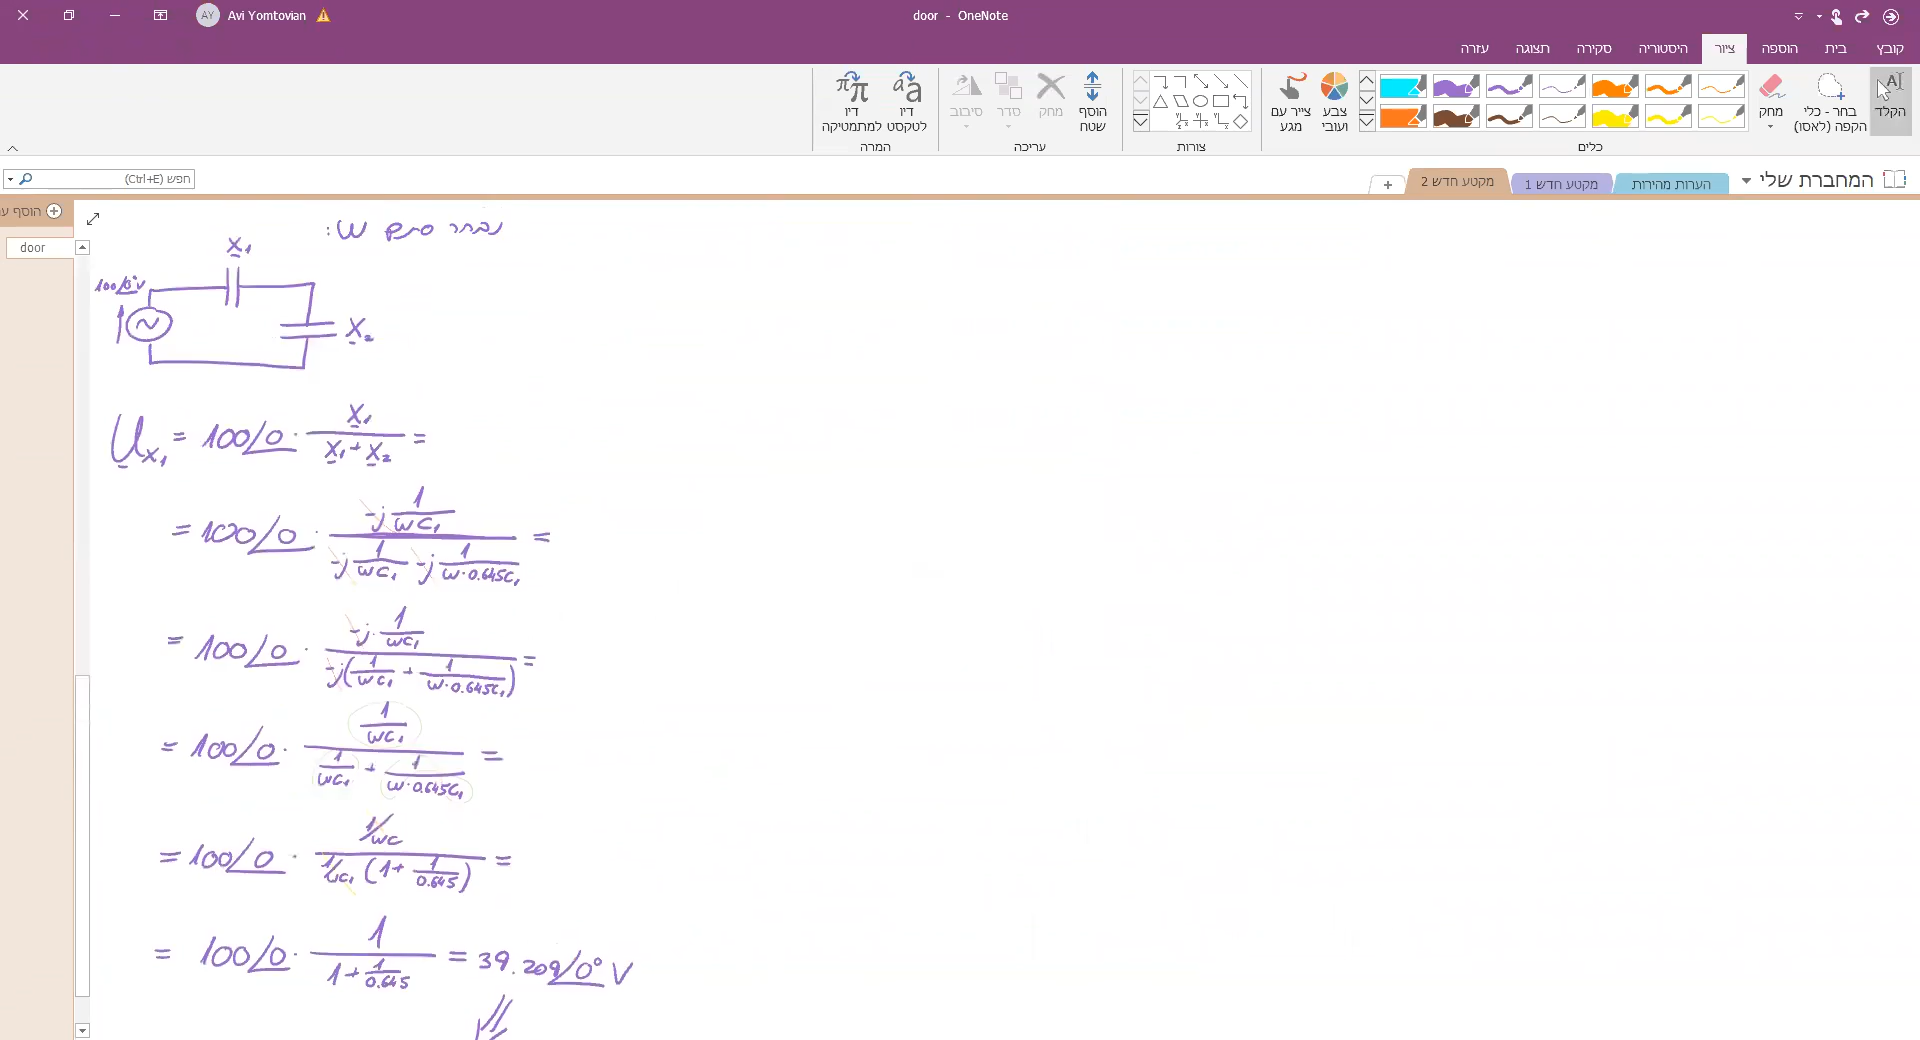 Avi Yomtovian
door - OneNote
קובץ
בית
הוספה
ציור
היסטוריה
סקירה
תצוגה
עזרה
הקלד
בחר - כלי הקפה (לאסו)
מחק
כלים
צבע ועובי
צייר עם מגע
צורות
הוסף שטח
מחק
סדר
סיבוב
עריכה
דיו לטקסט
דיו למתמטיקה
המרה
המחברת שלי
הערות מהירות
מקטע חדש 1
מקטע חדש 2
+
חפש (Ctrl+E)
הוסף
door
נבחר ω :
X₁
100/0° V
X₂
U_X₁ = 100/0 · X₁ / (X₁ + X₂) =
= 100/0 · (-j 1/(ωC₁)) / (-j 1/(ωC₁) - j 1/(ω·0.645C₁)) =
= 100/0 · (-j · 1/(ωC₁)) / (-j(1/(ωC₁) + 1/(ω·0.645C₁))) =
= 100/0 · (1/(ωC₁)) / (1/(ωC₁) + 1/(ω·0.645C₁)) =
= 100/0 · (1/ωC) / (1/ωC₁ (1 + 1/0.645)) =
= 100/0 · 1 / (1 + 1/0.645) = 39.209/0° V